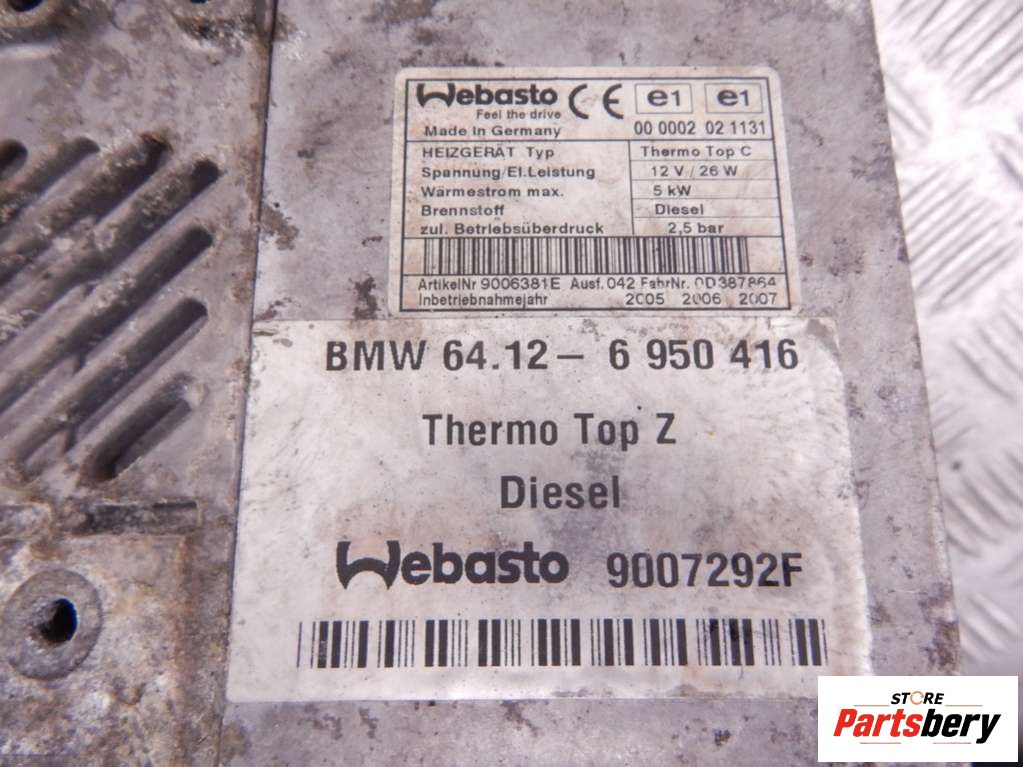 Webasto CE e1 e1
Feel the drive
Made in Germany 00 0002 02 1131
HEIZGERÄT Typ Thermo Top C
Spannung/El.Leistung 12 V / 26 W
Wärmestrom max. 5 kW
Brennstoff Diesel
zul. Betriebsüberdruck 2,5 bar
ArtikelNr 9006381E Ausf. 042 FabrNr. 0D387864
Inbetriebnahmejahr 2005 2006 2007
BMW 64.12 - 6 950 416
Thermo Top Z
Diesel
Webasto 9007292F
STORE
Partsbery